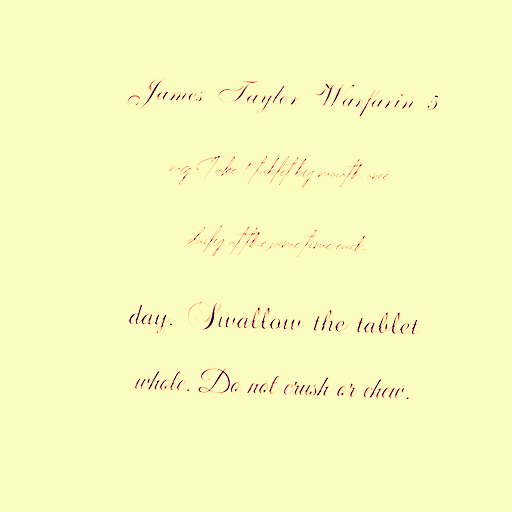 James Taylor Warfarin 5
mg. Take 1 tablet by mouth once
daily at the same time each
day. Swallow the tablet
whole. Do not crush or chew.